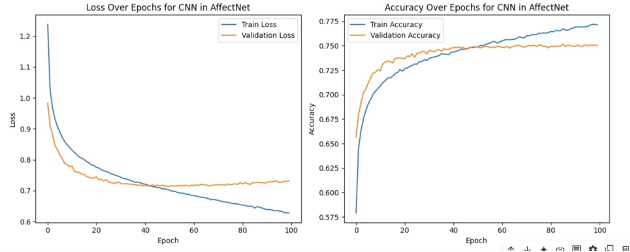 Loss Over Epochs for CNN in AffectNet
Train Loss
Validation Loss
1.2
1.1
1.0
0.9
0.8
0.7
0.6
Loss
0 20 40 60 80 100
Epoch
Accuracy Over Epochs for CNN in AffectNet
Train Accuracy
Validation Accuracy
0.775
0.750
0.725
0.700
0.675
0.650
0.625
0.600
0.575
Accuracy
0 20 40 60 80 100
Epoch